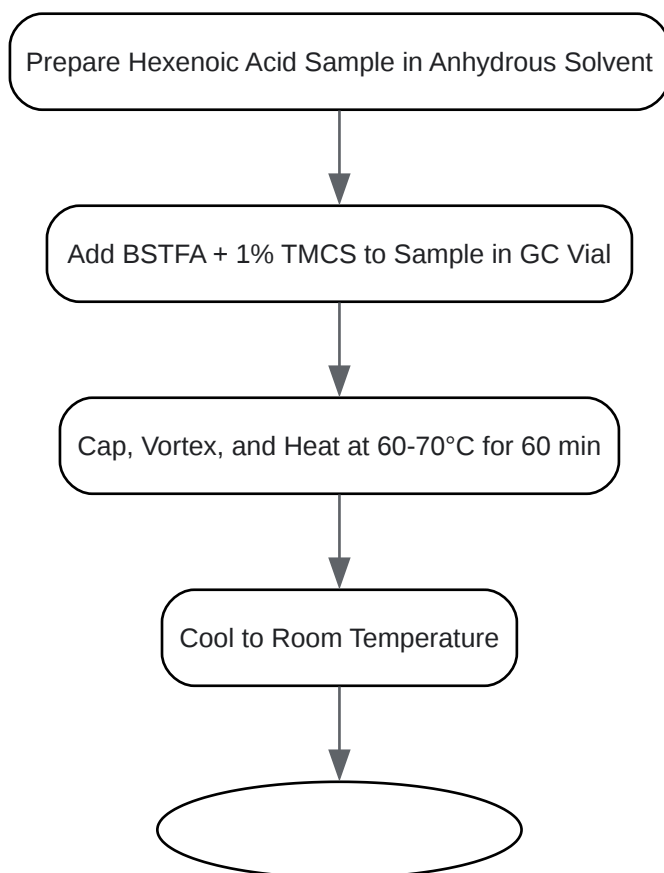 Prepare Hexenoic Acid Sample in Anhydrous Solvent
Add BSTFA + 1% TMCS to Sample in GC Vial
Cap, Vortex, and Heat at 60-70°C for 60 min
Cool to Room Temperature